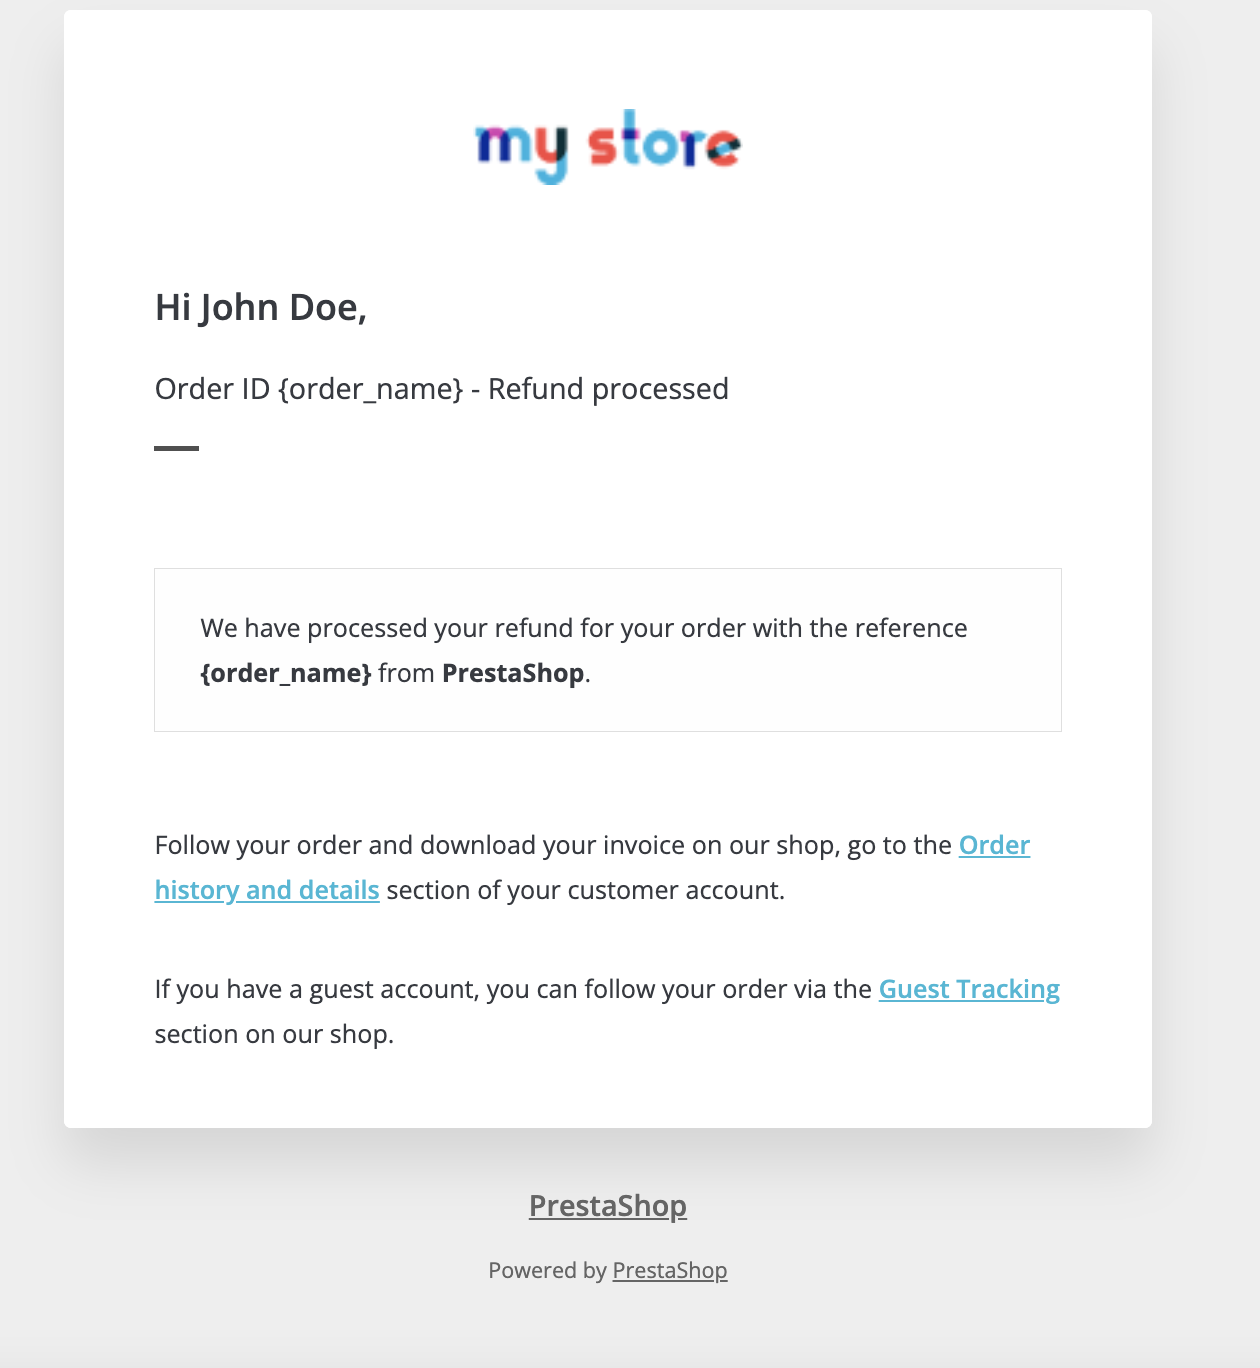 my store
Hi John Doe,
Order ID {order_name} - Refund processed
We have processed your refund for your order with the reference
{order_name} from PrestaShop.
Follow your order and download your invoice on our shop, go to the Order
history and details section of your customer account.
If you have a guest account, you can follow your order via the Guest Tracking
section on our shop.
PrestaShop
Powered by PrestaShop